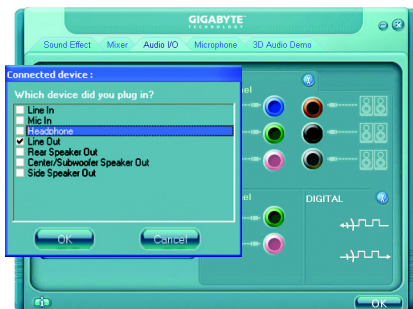 GIGABYTE
TECHNOLOGY
Sound Effect Mixer Audio I/O Microphone 3D Audio Demo
Connected device :
Which device did you plug in?
Line In
Mic In
Headphone
Line Out
Rear Speaker Out
Center/Subwoofer Speaker Out
Side Speaker Out
OK Cancel
el
el
DIGITAL
OK